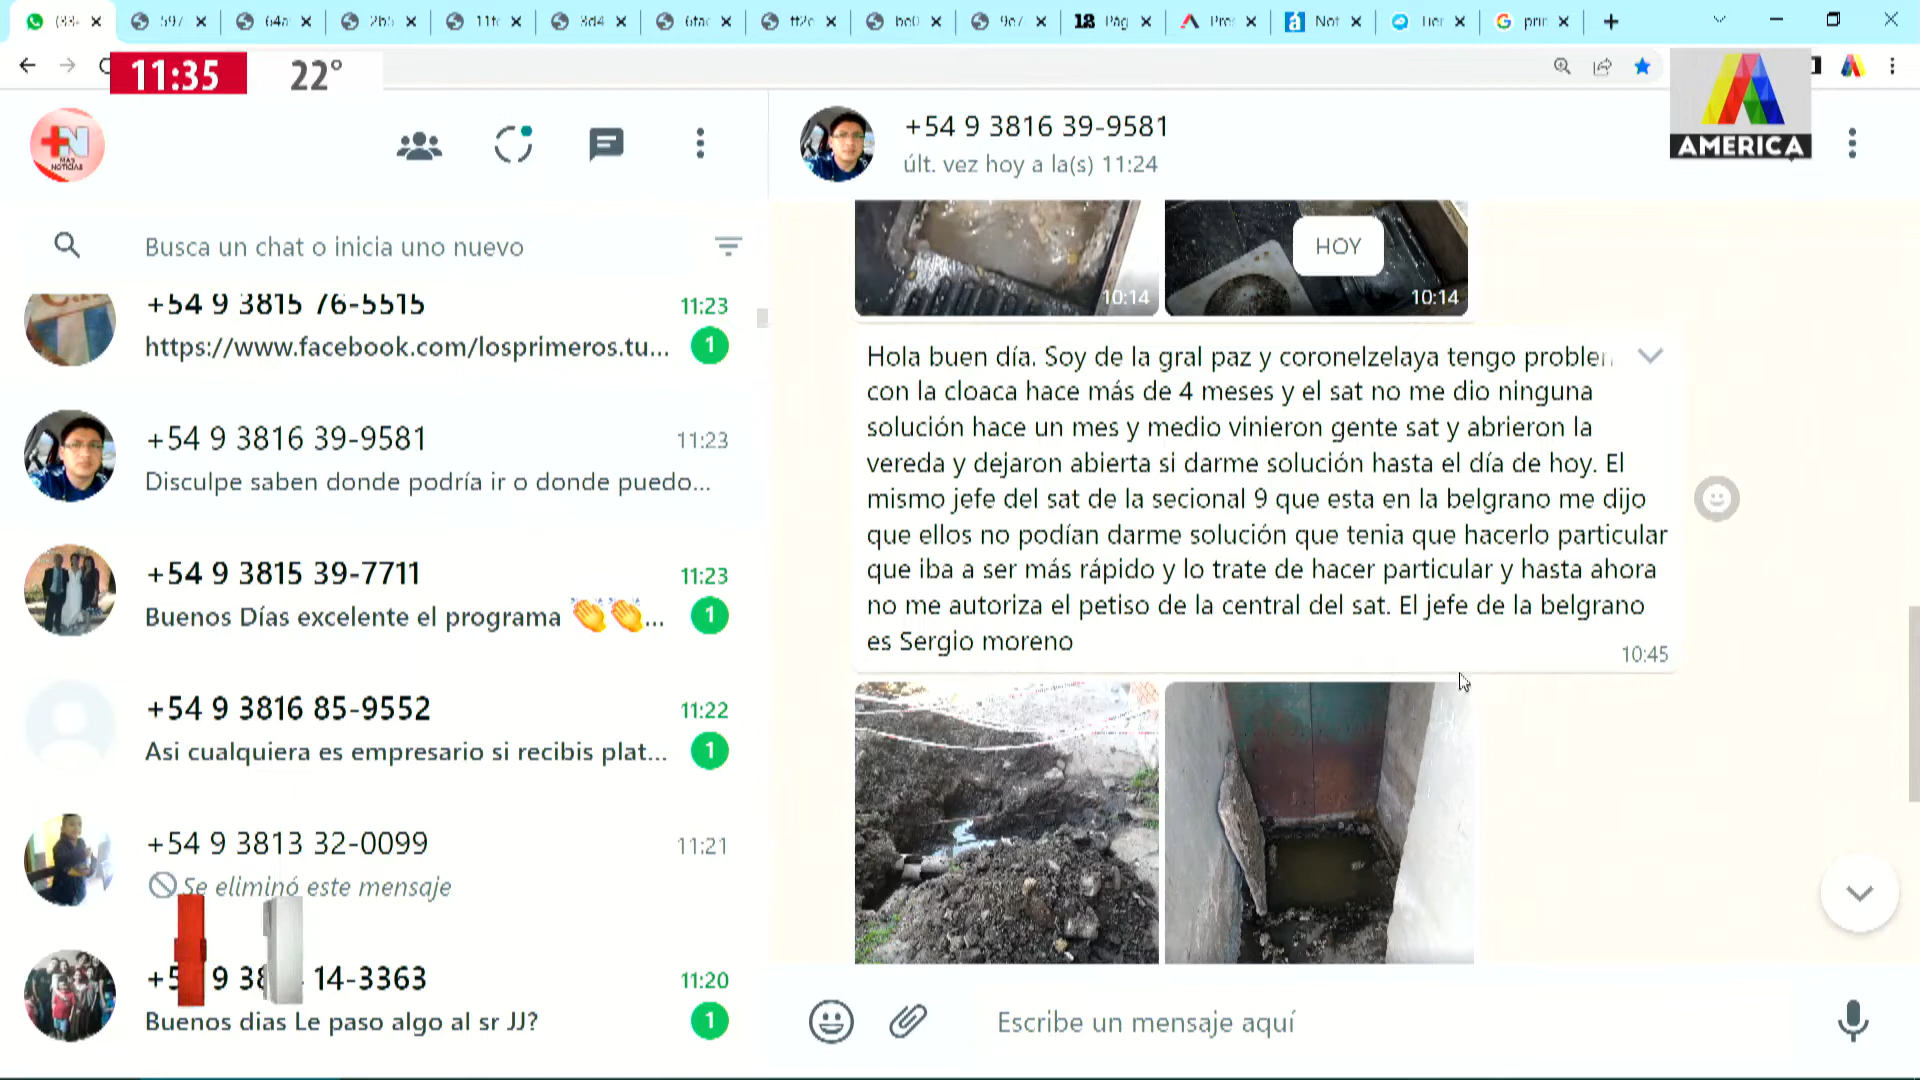 11:35
22°
AMERICA
MAS
NOTICIAS
+54 9 3816 39-9581
últ. vez hoy a la(s) 11:24
Busca un chat o inicia uno nuevo
+54 9 3815 76-5515
11:23
https://www.facebook.com/losprimeros.tu...
1
+54 9 3816 39-9581
11:23
Disculpe saben donde podría ir o donde puedo...
+54 9 3815 39-7711
11:23
Buenos Días excelente el programa 👏👏...
1
+54 9 3816 85-9552
11:22
Asi cualquiera es empresario si recibis plat...
1
+54 9 3813 32-0099
11:21
Se eliminó este mensaje
14-3363
11:20
Buenos dias Le paso algo al sr JJ?
1
10:14
HOY
10:14
Hola buen día. Soy de la gral paz y coronelzelaya tengo
con la cloaca hace más de 4 meses y el sat no me dio ninguna
solución hace un mes y medio vinieron gente sat y abrieron la
vereda y dejaron abierta si darme solución hasta el día de hoy. El
mismo jefe del sat de la secional 9 que esta en la belgrano me dijo
que ellos no podían darme solución que tenia que hacerlo particular
que iba a ser más rápido y lo trate de hacer particular y hasta ahora
no me autoriza el petiso de la central del sat. El jefe de la belgrano
es Sergio moreno
10:45
Escribe un mensaje aquí